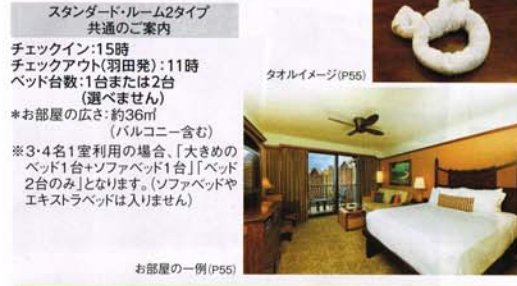 スタンダード・ルーム2タイプ
共通のご案内
チェックイン:15時
チェックアウト(羽田発):11時
ベッド台数:1台または2台
(選べません)
*お部屋の広さ:約36㎡
(バルコニー含む)
※3・4名1室利用の場合、「大きめの
ベッド1台+ソファベッド1台」「ベッド
2台のみ」となります。(ソファベッドや
エキストラベッドは入りません)
お部屋の一例(P55)
タオルイメージ(P55)